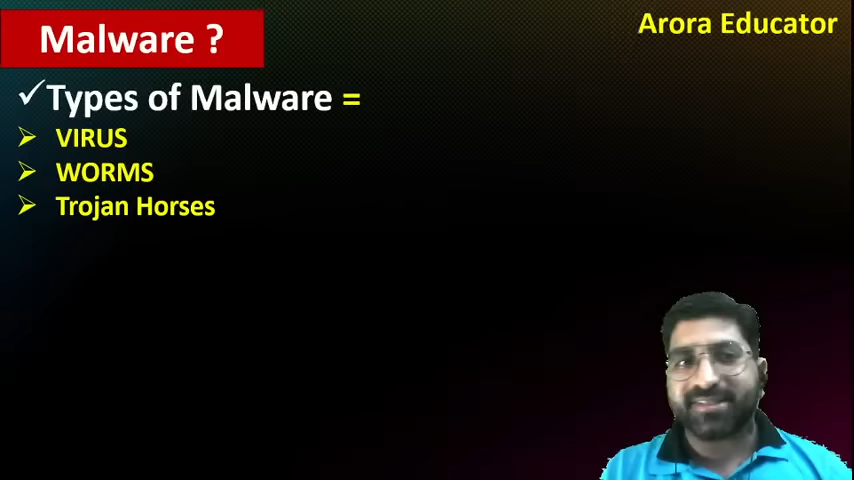 Malware ?
Arora Educator
✓Types of Malware =
➢ VIRUS
➢ WORMS
➢ Trojan Horses